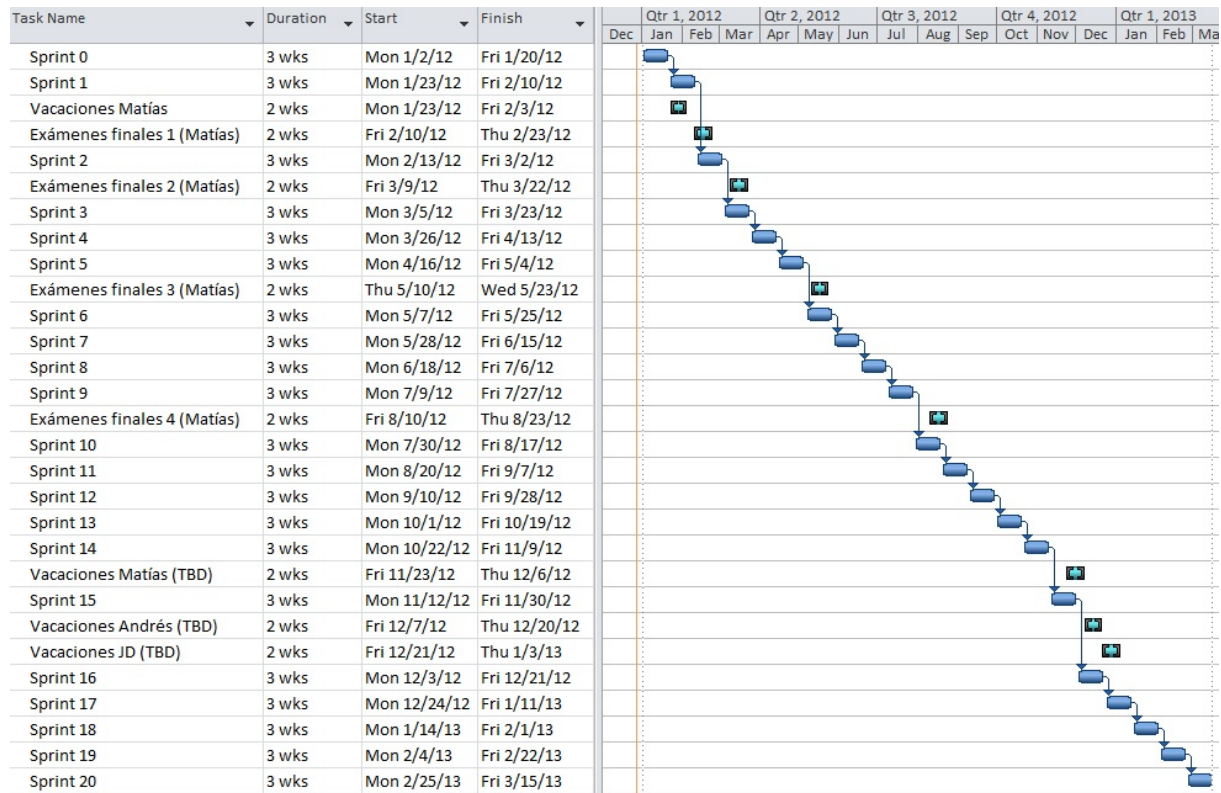 Task Name Duration Start Finish Qtr 1, 2012 Qtr 2, 2012 Qtr 3, 2012 Qtr 4, 2012 Qtr 1, 2013
Dec Jan Feb Mar Apr May Jun Jul Aug Sep Oct Nov Dec Jan Feb Ma
Sprint 0 3 wks Mon 1/2/12 Fri 1/20/12
Sprint 1 3 wks Mon 1/23/12 Fri 2/10/12
Vacaciones Matías 2 wks Mon 1/23/12 Fri 2/3/12
Exámenes finales 1 (Matías) 2 wks Fri 2/10/12 Thu 2/23/12
Sprint 2 3 wks Mon 2/13/12 Fri 3/2/12
Exámenes finales 2 (Matías) 2 wks Fri 3/9/12 Thu 3/22/12
Sprint 3 3 wks Mon 3/5/12 Fri 3/23/12
Sprint 4 3 wks Mon 3/26/12 Fri 4/13/12
Sprint 5 3 wks Mon 4/16/12 Fri 5/4/12
Exámenes finales 3 (Matías) 2 wks Thu 5/10/12 Wed 5/23/12
Sprint 6 3 wks Mon 5/7/12 Fri 5/25/12
Sprint 7 3 wks Mon 5/28/12 Fri 6/15/12
Sprint 8 3 wks Mon 6/18/12 Fri 7/6/12
Sprint 9 3 wks Mon 7/9/12 Fri 7/27/12
Exámenes finales 4 (Matías) 2 wks Fri 8/10/12 Thu 8/23/12
Sprint 10 3 wks Mon 7/30/12 Fri 8/17/12
Sprint 11 3 wks Mon 8/20/12 Fri 9/7/12
Sprint 12 3 wks Mon 9/10/12 Fri 9/28/12
Sprint 13 3 wks Mon 10/1/12 Fri 10/19/12
Sprint 14 3 wks Mon 10/22/12 Fri 11/9/12
Vacaciones Matías (TBD) 2 wks Fri 11/23/12 Thu 12/6/12
Sprint 15 3 wks Mon 11/12/12 Fri 11/30/12
Vacaciones Andrés (TBD) 2 wks Fri 12/7/12 Thu 12/20/12
Vacaciones JD (TBD) 2 wks Fri 12/21/12 Thu 1/3/13
Sprint 16 3 wks Mon 12/3/12 Fri 12/21/12
Sprint 17 3 wks Mon 12/24/12 Fri 1/11/13
Sprint 18 3 wks Mon 1/14/13 Fri 2/1/13
Sprint 19 3 wks Mon 2/4/13 Fri 2/22/13
Sprint 20 3 wks Mon 2/25/13 Fri 3/15/13